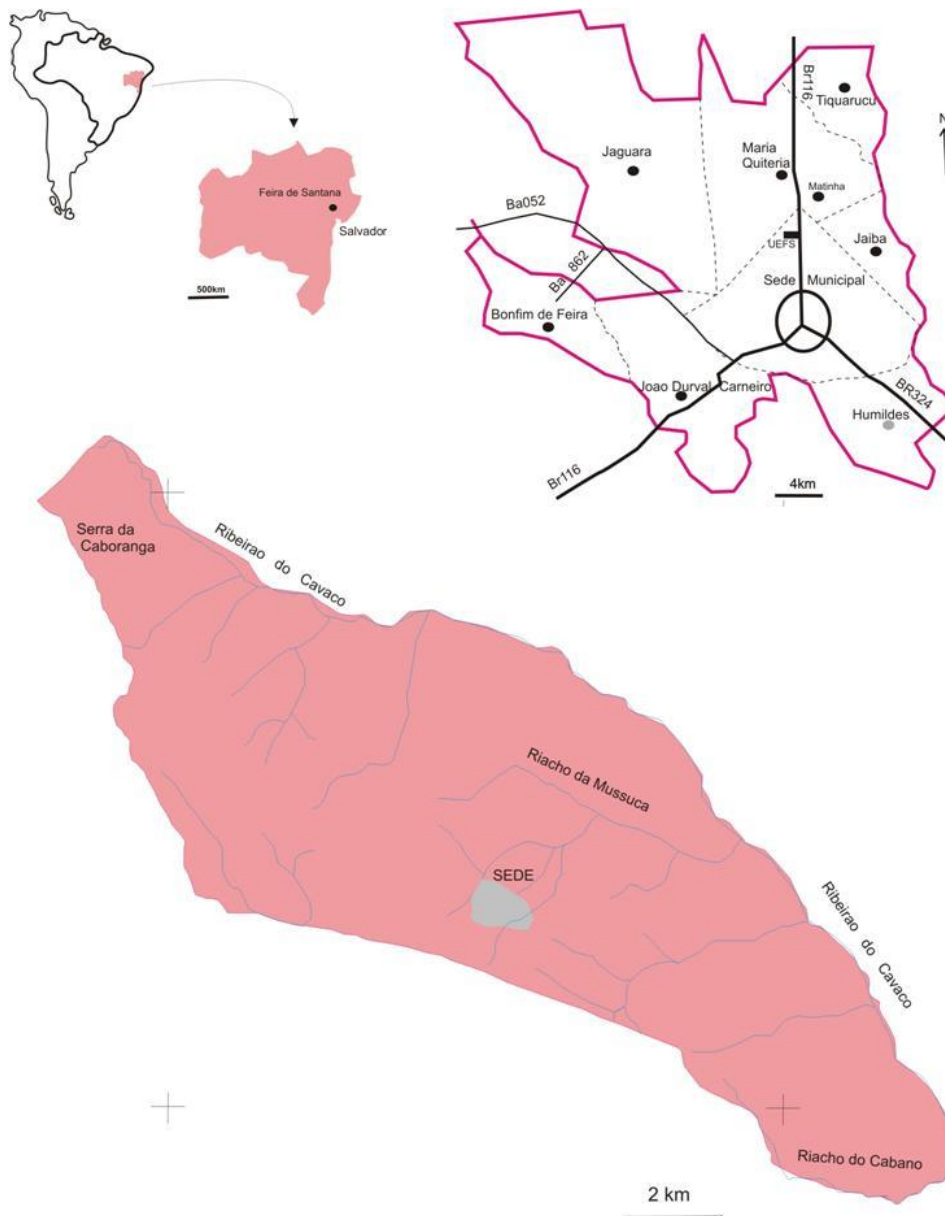 Feira de Santana
Salvador
500km
Br116
Tiquarucu
N
Jaguara
Maria
Quiteria
Matinha
Ba052
Jaiba
UEFS
Ba 862
Sede Municipal
Bonfim de Feira
Joao Durval Carneiro
BR324
Humildes
Br116
4km
Serra da
Caboranga
Ribeirao do Cavaco
Riacho da Mussuca
SEDE
Ribeirao do Cavaco
Riacho do Cabano
2 km